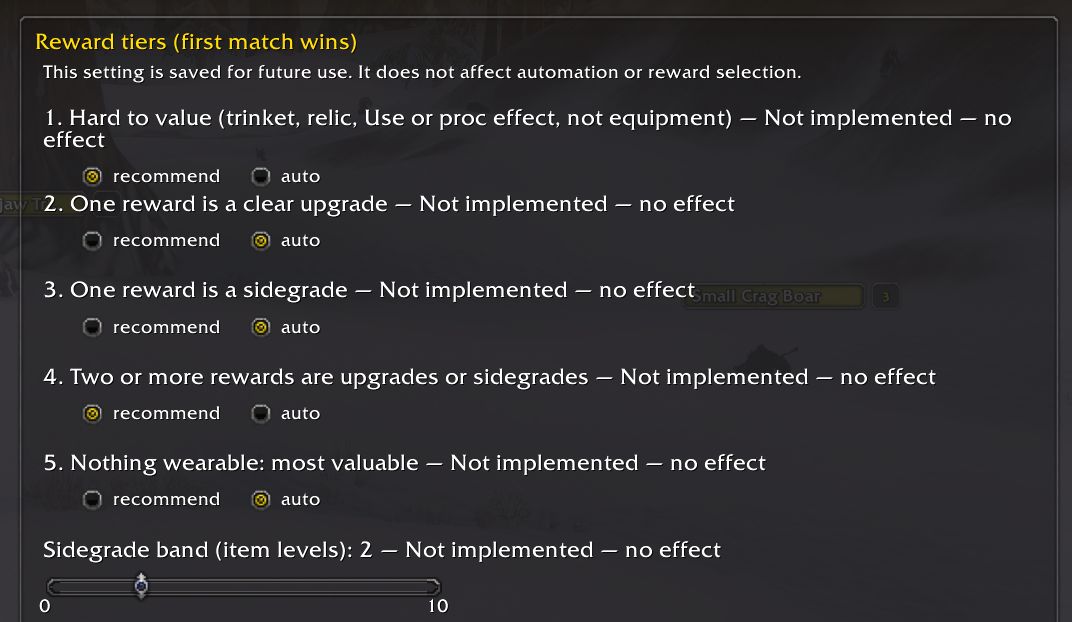 Reward tiers (first match wins)
This setting is saved for future use. It does not affect automation or reward selection.
1. Hard to value (trinket, relic, Use or proc effect, not equipment) — Not implemented — no
effect
recommend auto
2. One reward is a clear upgrade — Not implemented — no effect
recommend auto
3. One reward is a sidegrade — Not implemented — no effect
Small Crag Boar 3
recommend auto
4. Two or more rewards are upgrades or sidegrades — Not implemented — no effect
recommend auto
5. Nothing wearable: most valuable — Not implemented — no effect
recommend auto
Sidegrade band (item levels): 2 — Not implemented — no effect
0 10